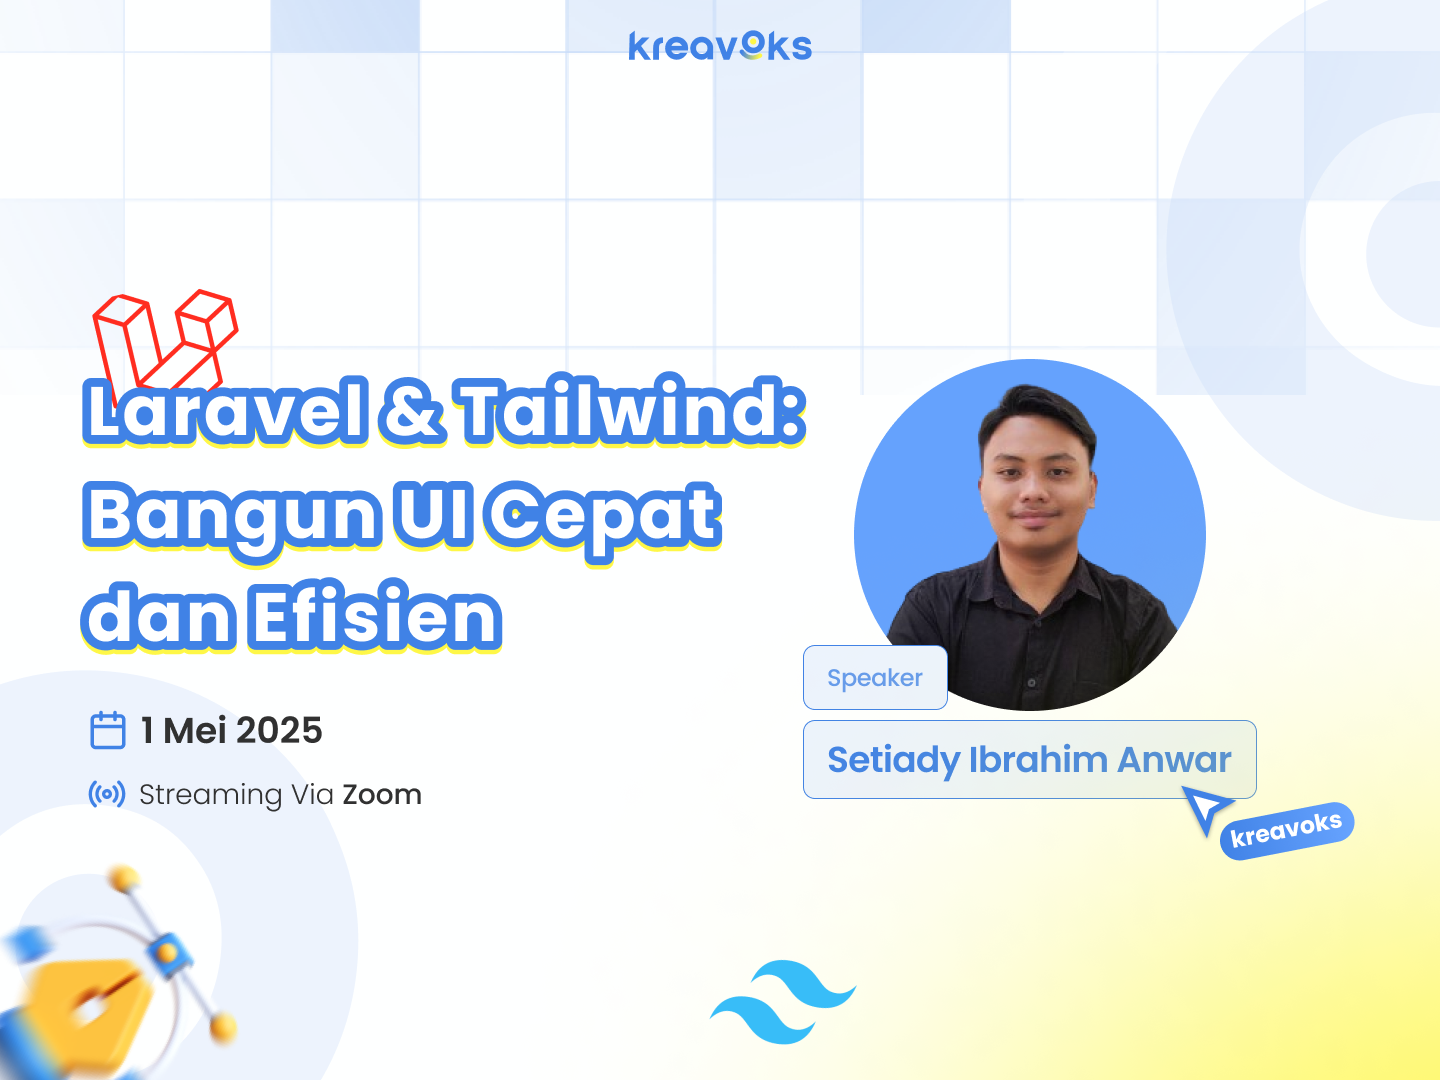 kreavoks
Laravel & Tailwind:
Bangun UI Cepat
dan Efisien
1 Mei 2025
Streaming Via Zoom
Speaker
Setiady Ibrahim Anwar
kreavoks